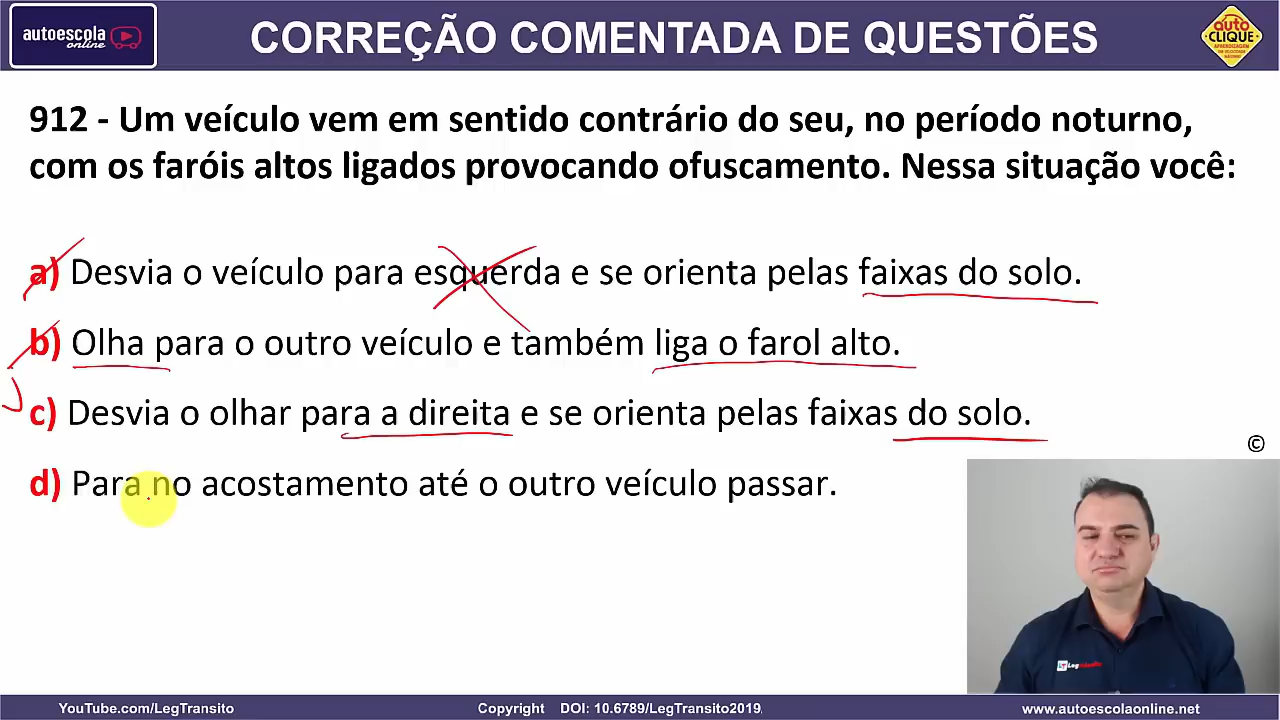 autoescola
online
CORREÇÃO COMENTADA DE QUESTÕES
auto
CLIQUE
912 - Um veículo vem em sentido contrário do seu, no período noturno,
com os faróis altos ligados provocando ofuscamento. Nessa situação você:
a) Desvia o veículo para esquerda e se orienta pelas faixas do solo.
b) Olha para o outro veículo e também liga o farol alto.
c) Desvia o olhar para a direita e se orienta pelas faixas do solo.
d) Para no acostamento até o outro veículo passar.
©
YouTube.com/LegTransito
Copyright DOI: 10.6789/LegTransito2019
www.autoescolaonline.net